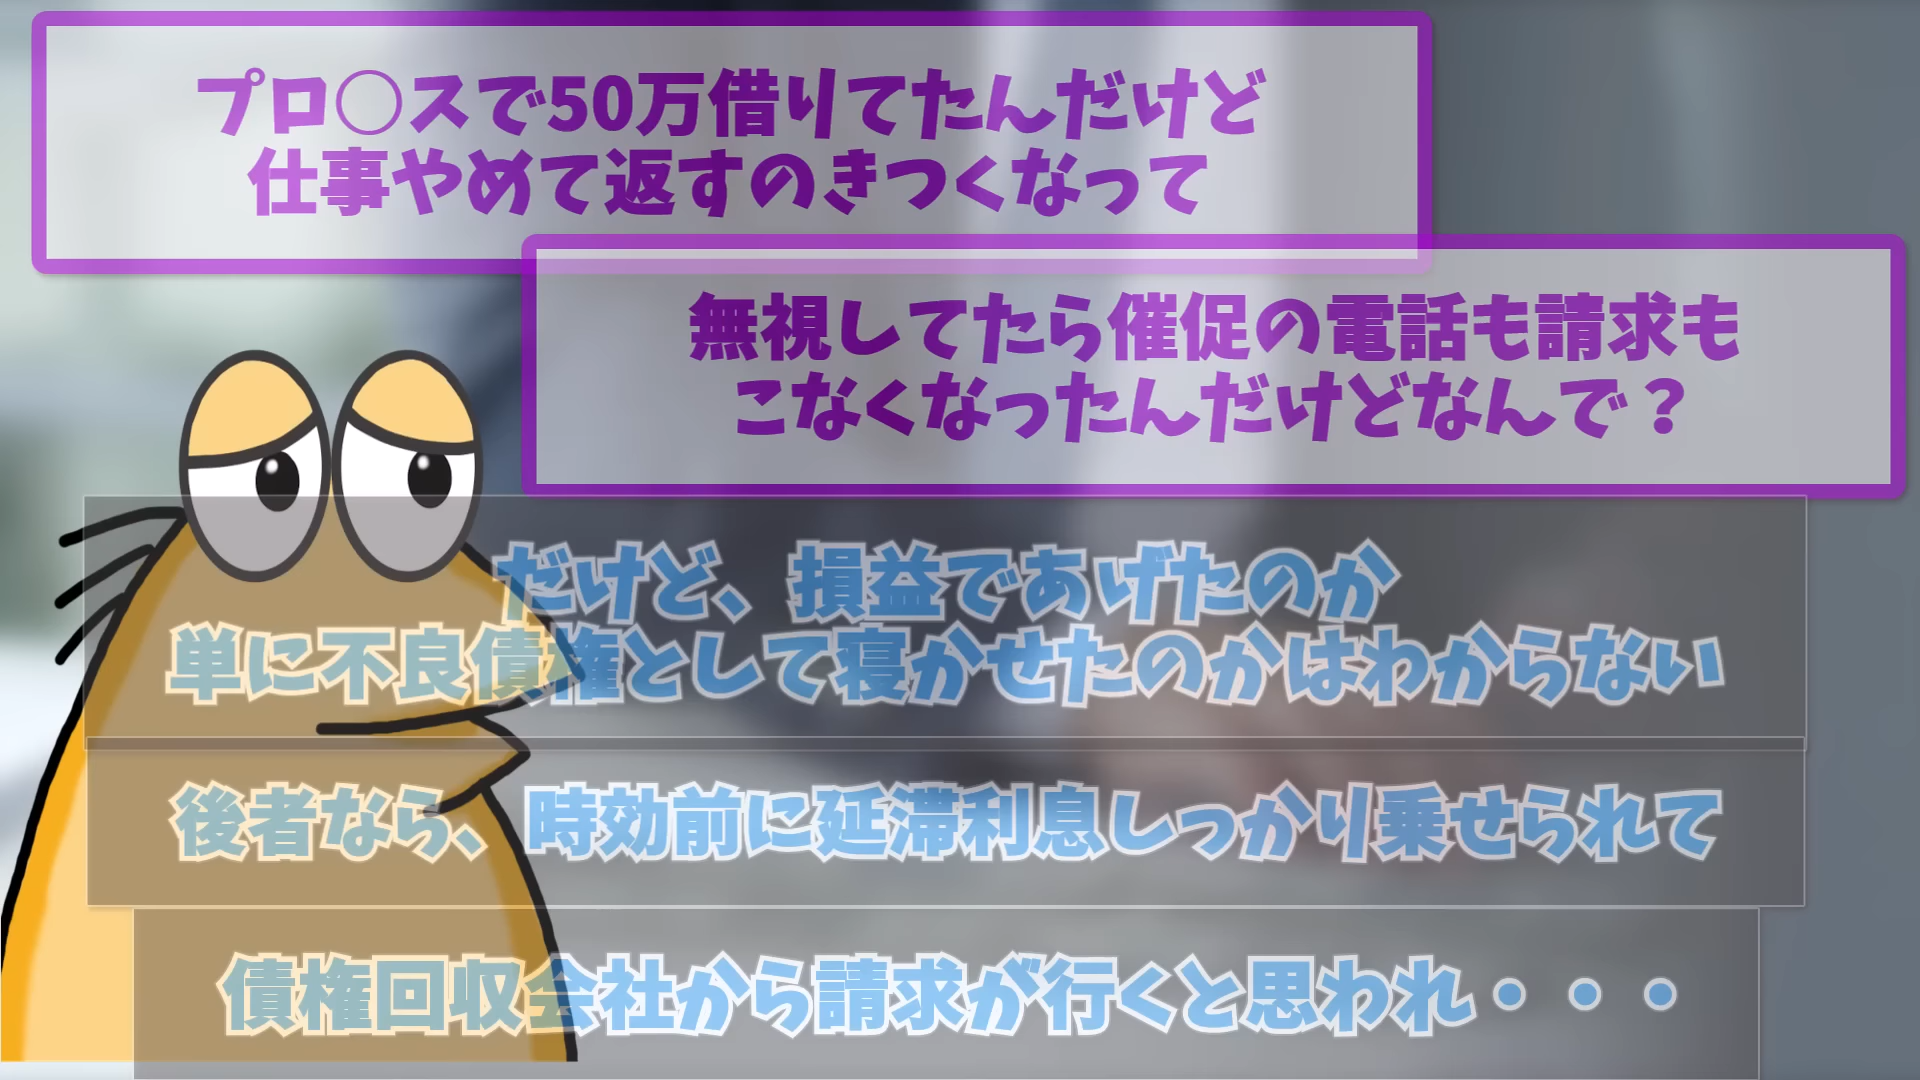 プロ◯スで50万借りてたんだけど
仕事やめて返すのきつくなって
無視してたら催促の電話も請求も
こなくなったんだけどなんで？
だけど、損益であげたのか
単に不良債権として寝かせたのかはわからない
後者なら、時効前に延滞利息しっかり乗せられて
債権回収会社から請求が行くと思われ・・・